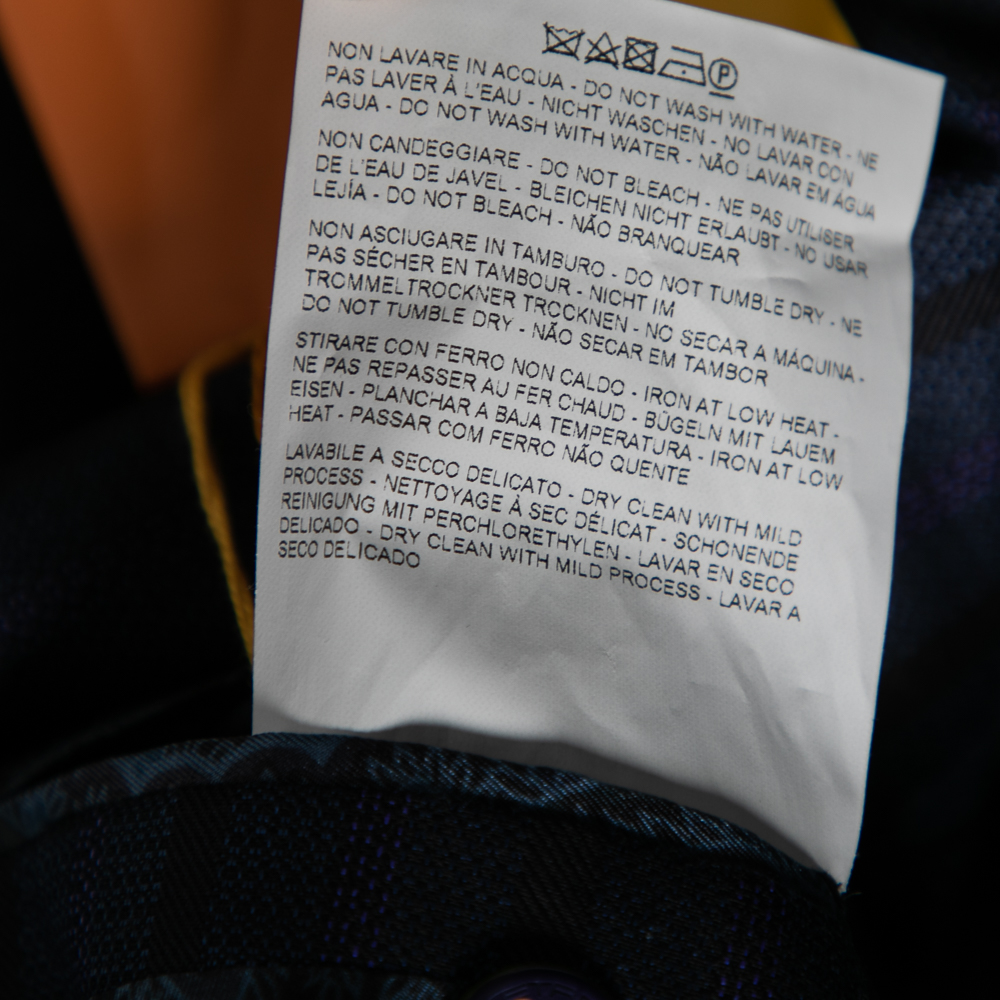 NON LAVARE IN ACQUA - DO NOT WASH WITH WATER - NE
PAS LAVER À L'EAU - NICHT WASCHEN - NO LAVAR CON
AGUA - DO NOT WASH WITH WATER - NÃO LAVAR EM ÁGUA
NON CANDEGGIARE - DO NOT BLEACH - NE PAS UTILISER
DE L'EAU DE JAVEL - BLEICHEN NICHT ERLAUBT - NO USAR
LEJÍA - DO NOT BLEACH - NÃO BRANQUEAR
NON ASCIUGARE IN TAMBURO - DO NOT TUMBLE DRY - NE
PAS SÉCHER EN TAMBOUR - NICHT IM
TROMMELTROCKNER TROCKNEN - NO SECAR A MÁQUINA -
DO NOT TUMBLE DRY - NÃO SECAR EM TAMBOR
STIRARE CON FERRO NON CALDO - IRON AT LOW HEAT -
NE PAS REPASSER AU FER CHAUD - BÜGELN MIT LAUEM
EISEN - PLANCHAR A BAJA TEMPERATURA - IRON AT LOW
HEAT - PASSAR COM FERRO NÃO QUENTE
LAVABILE A SECCO DELICATO - DRY CLEAN WITH MILD
PROCESS - NETTOYAGE À SEC DÉLICAT - SCHONENDE
REINIGUNG MIT PERCHLORETHYLEN - LAVAR EN SECO
DELICADO - DRY CLEAN WITH MILD PROCESS - LAVAR A
SECO DELICADO